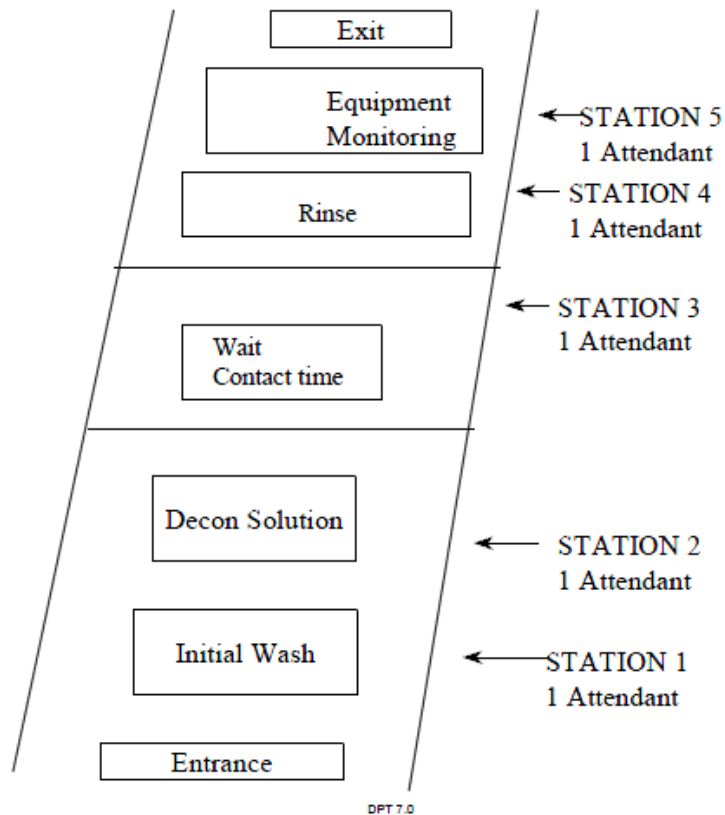 Exit
Equipment
Monitoring
STATION 5
1 Attendant
Rinse
STATION 4
1 Attendant
Wait
Contact time
STATION 3
1 Attendant
Decon Solution
STATION 2
1 Attendant
Initial Wash
STATION 1
1 Attendant
Entrance
DPT 7.0